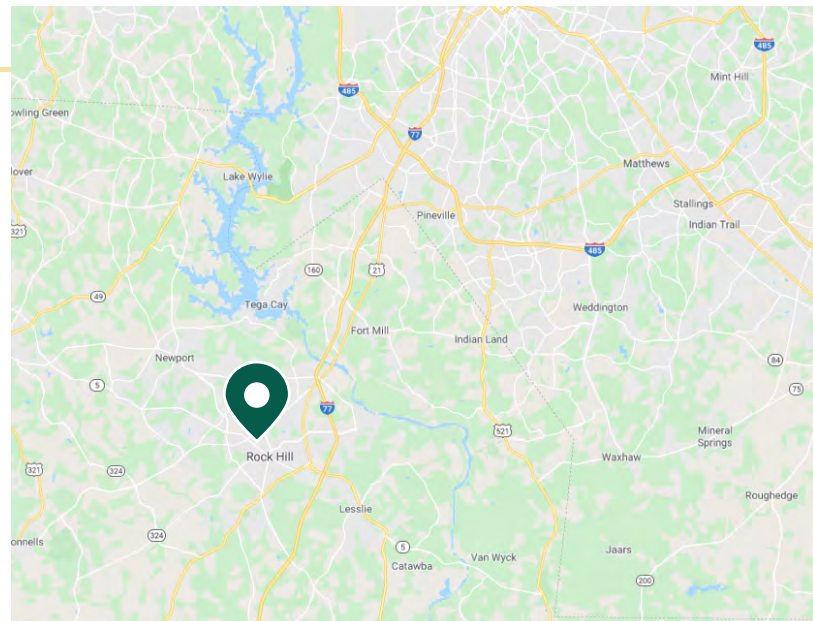 485
485
Mint Hill
owling Green
77
Matthews
lover
Lake Wylie
Stallings
Pineville
Indian Trail
321
485
160
21
49
Tega Cay
Weddington
Fort Mill
Indian Land
Newport
84
5
75
77
521
Mineral
Springs
Rock Hill
Waxhaw
321
324
Roughedge
Lesslie
324
onnells
5
Jaars
Van Wyck
Catawba
200